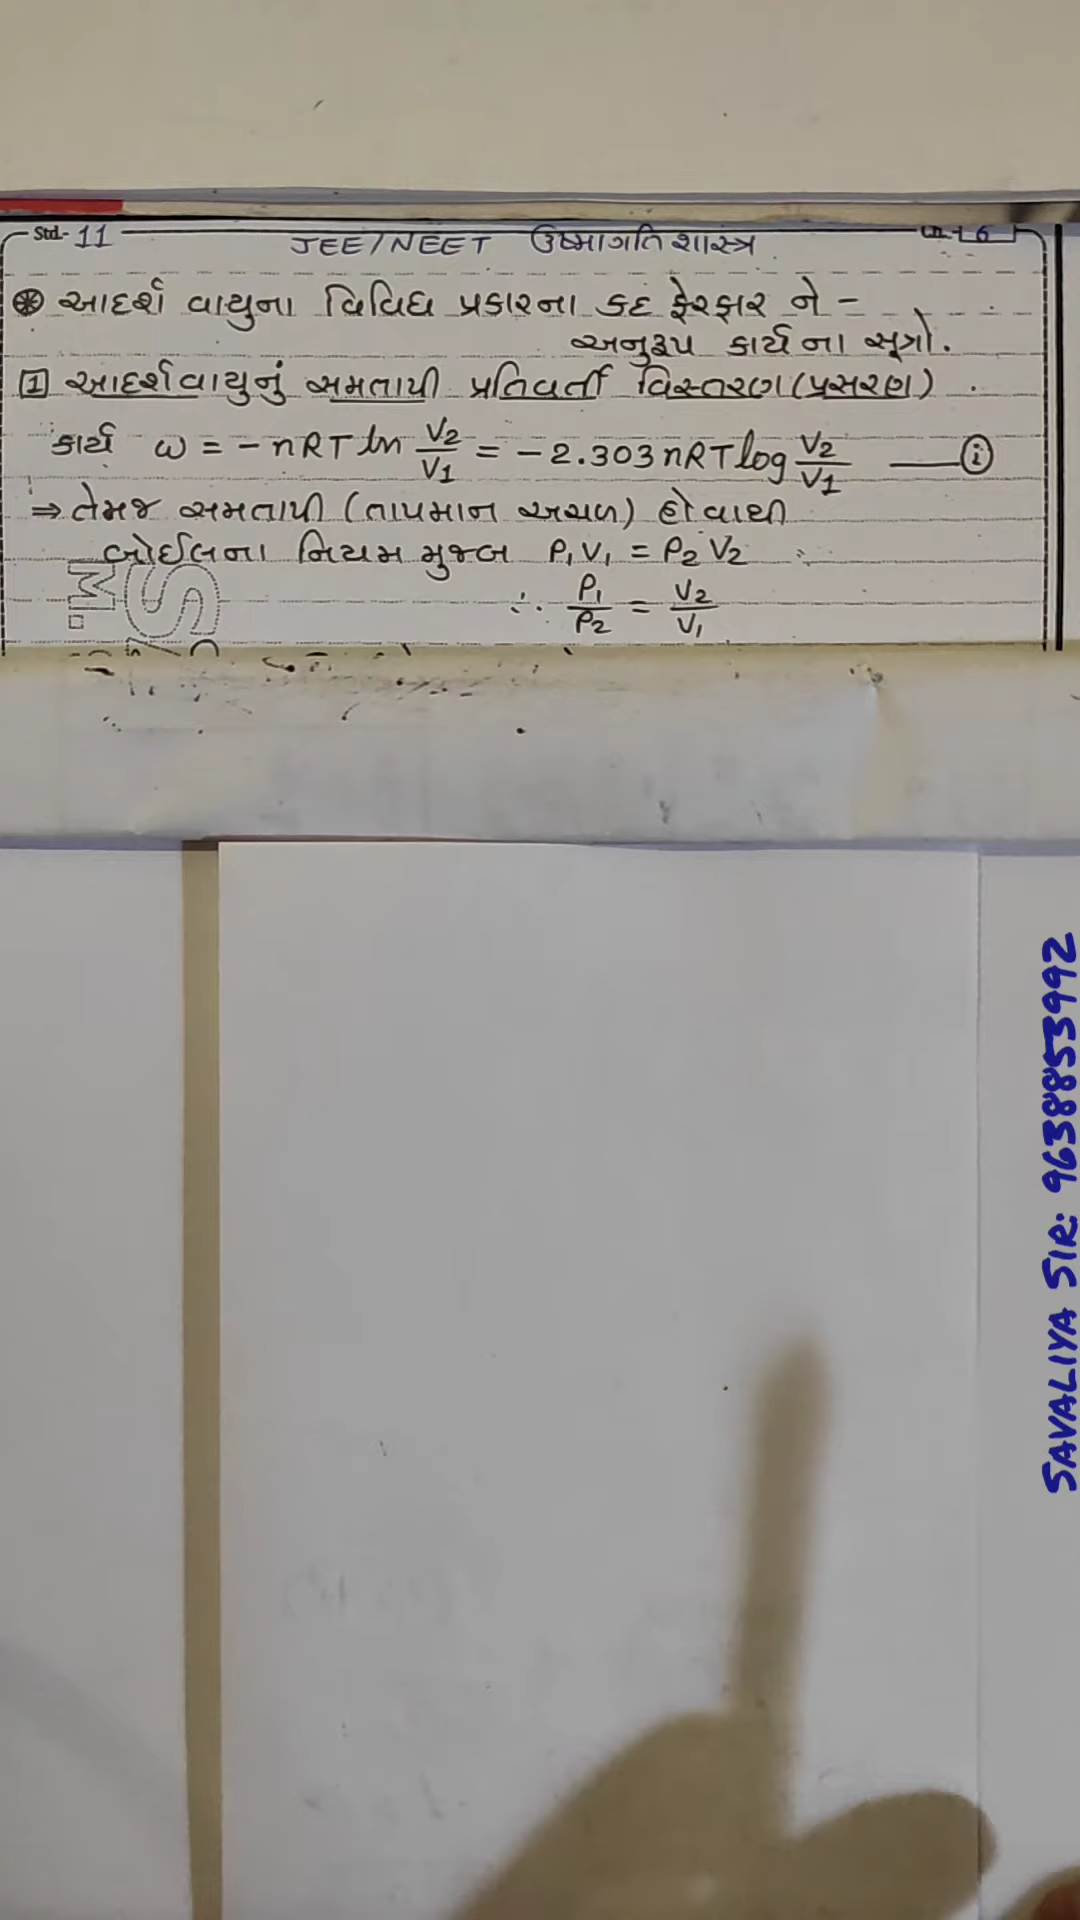 Std- 11
JEE/NEET ઉષ્માગતિશાસ્ત્ર
6
⊛ આદર્શ વાયુના વિવિધ પ્રકારના કદ ફેરફાર ને –
અનુરૂપ કાર્ય ના સૂત્રો.
1 આદર્શવાયુનું સમતાપી પ્રતિવર્તી વિસ્તરણ (પ્રસરણ) .
કાર્ય ω = - nRT ln V2/V1 = - 2.303 nRT log V2/V1 —— (i)
⇒ તેમજ સમતાપી (તાપમાન અચળ) હોવાથી
બોઈલના નિયમ મુજબ P1V1 = P2V2
∴ P1/P2 = V2/V1
SAVALIYA SIR: 9638853992